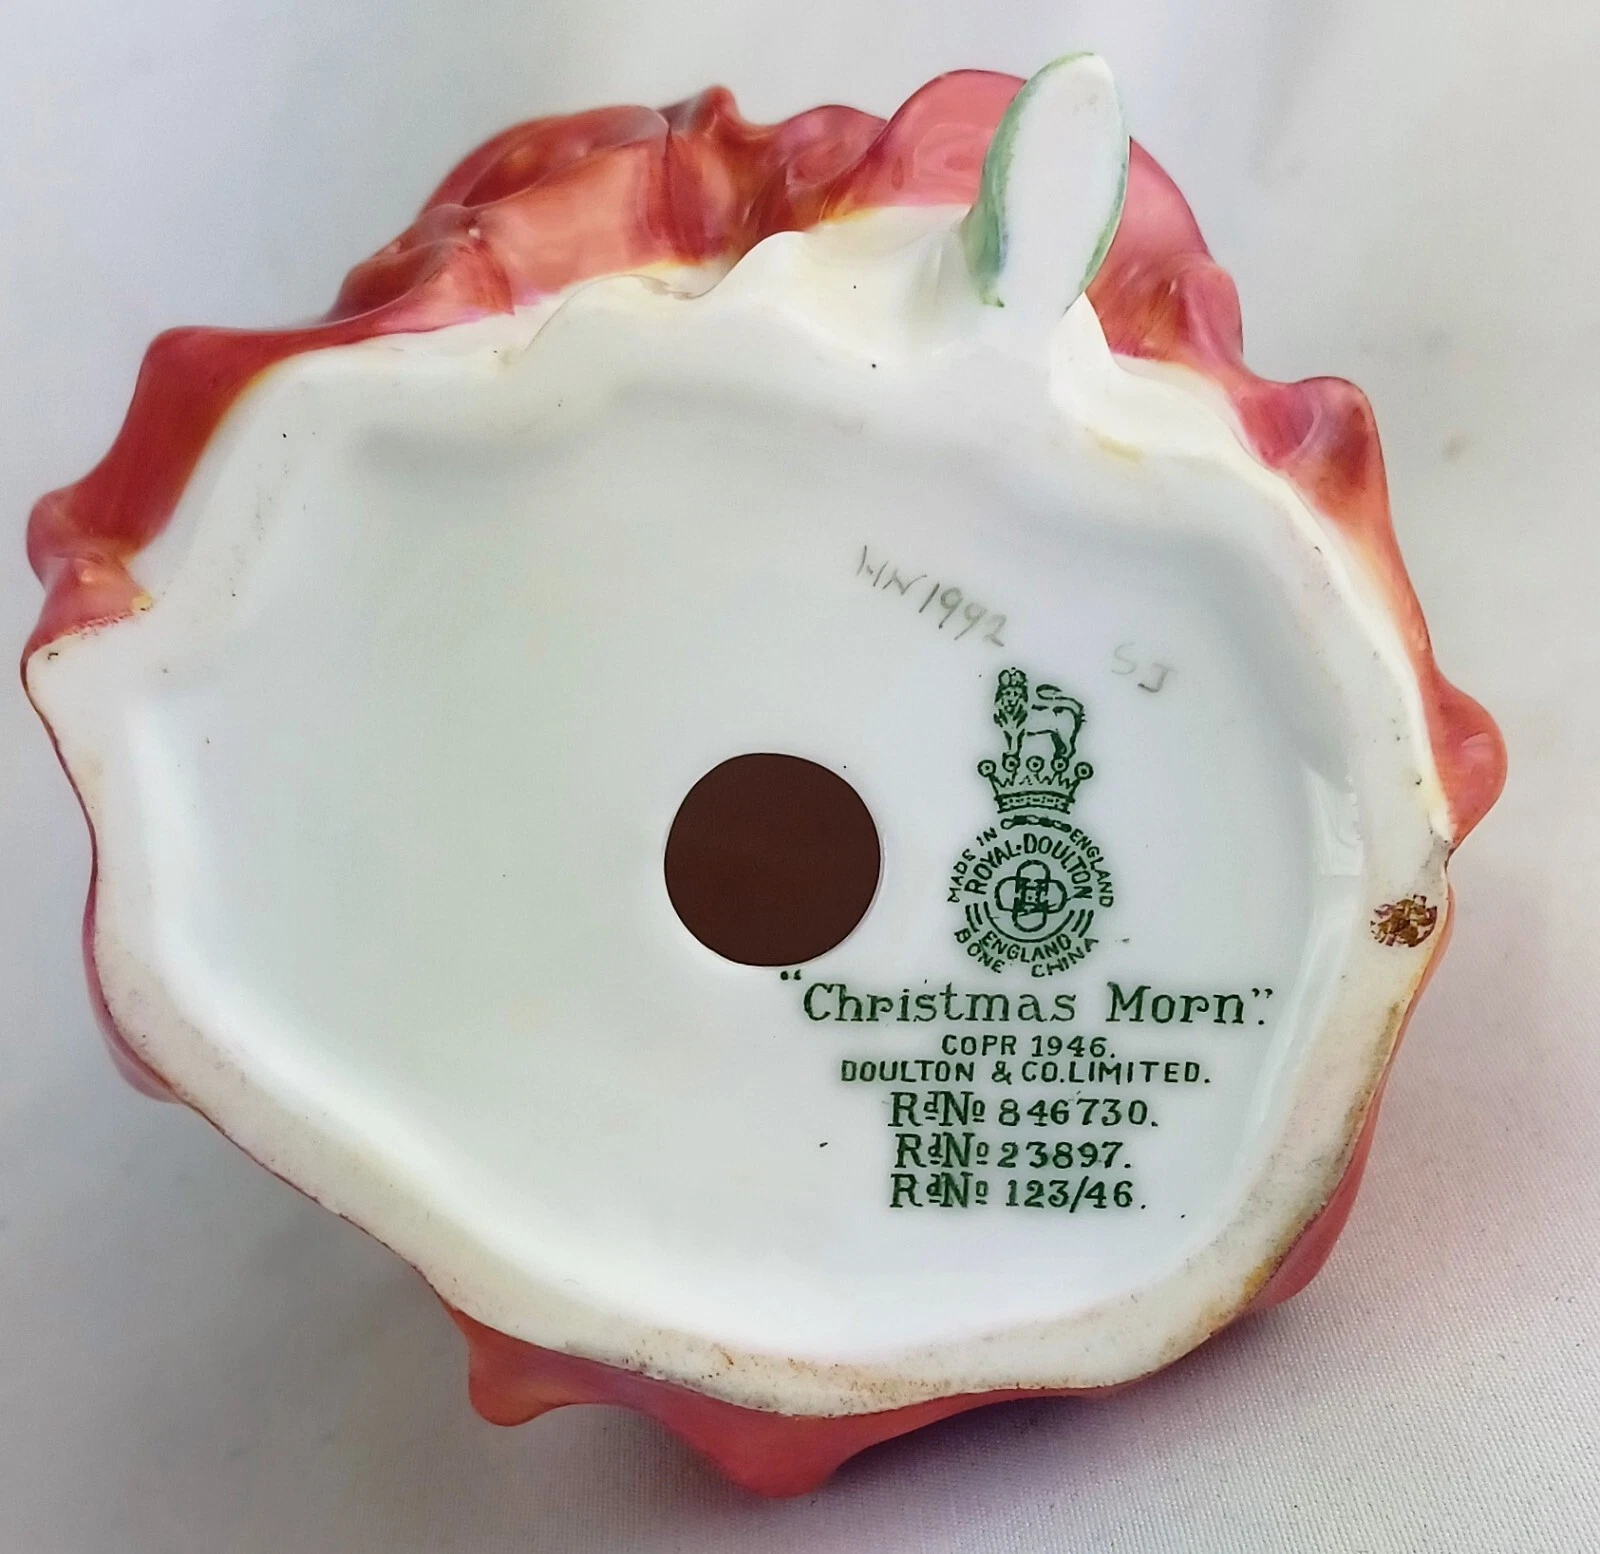 HN1992
SJ
MADE IN ENGLAND
ROYAL·DOULTON
ENGLAND
BONE CHINA
"Christmas Morn".
COPR 1946.
DOULTON & CO.LIMITED.
RdNo 846730.
RdNo 23897.
RdNo 123/46.